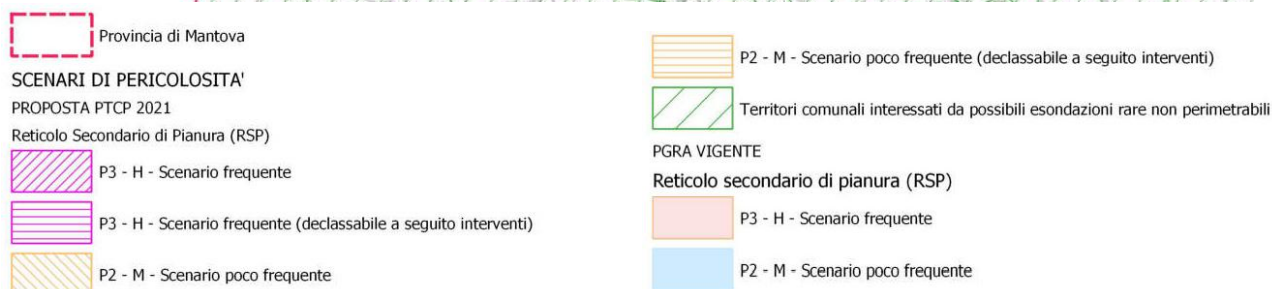 Provincia di Mantova
SCENARI DI PERICOLOSITA'
PROPOSTA PTCP 2021
Reticolo Secondario di Pianura (RSP)
P3 - H - Scenario frequente
P3 - H - Scenario frequente (declassabile a seguito interventi)
P2 - M - Scenario poco frequente
P2 - M - Scenario poco frequente (declassabile a seguito interventi)
Territori comunali interessati da possibili esondazioni rare non perimetrabili
PGRA VIGENTE
Reticolo secondario di pianura (RSP)
P3 - H - Scenario frequente
P2 - M - Scenario poco frequente